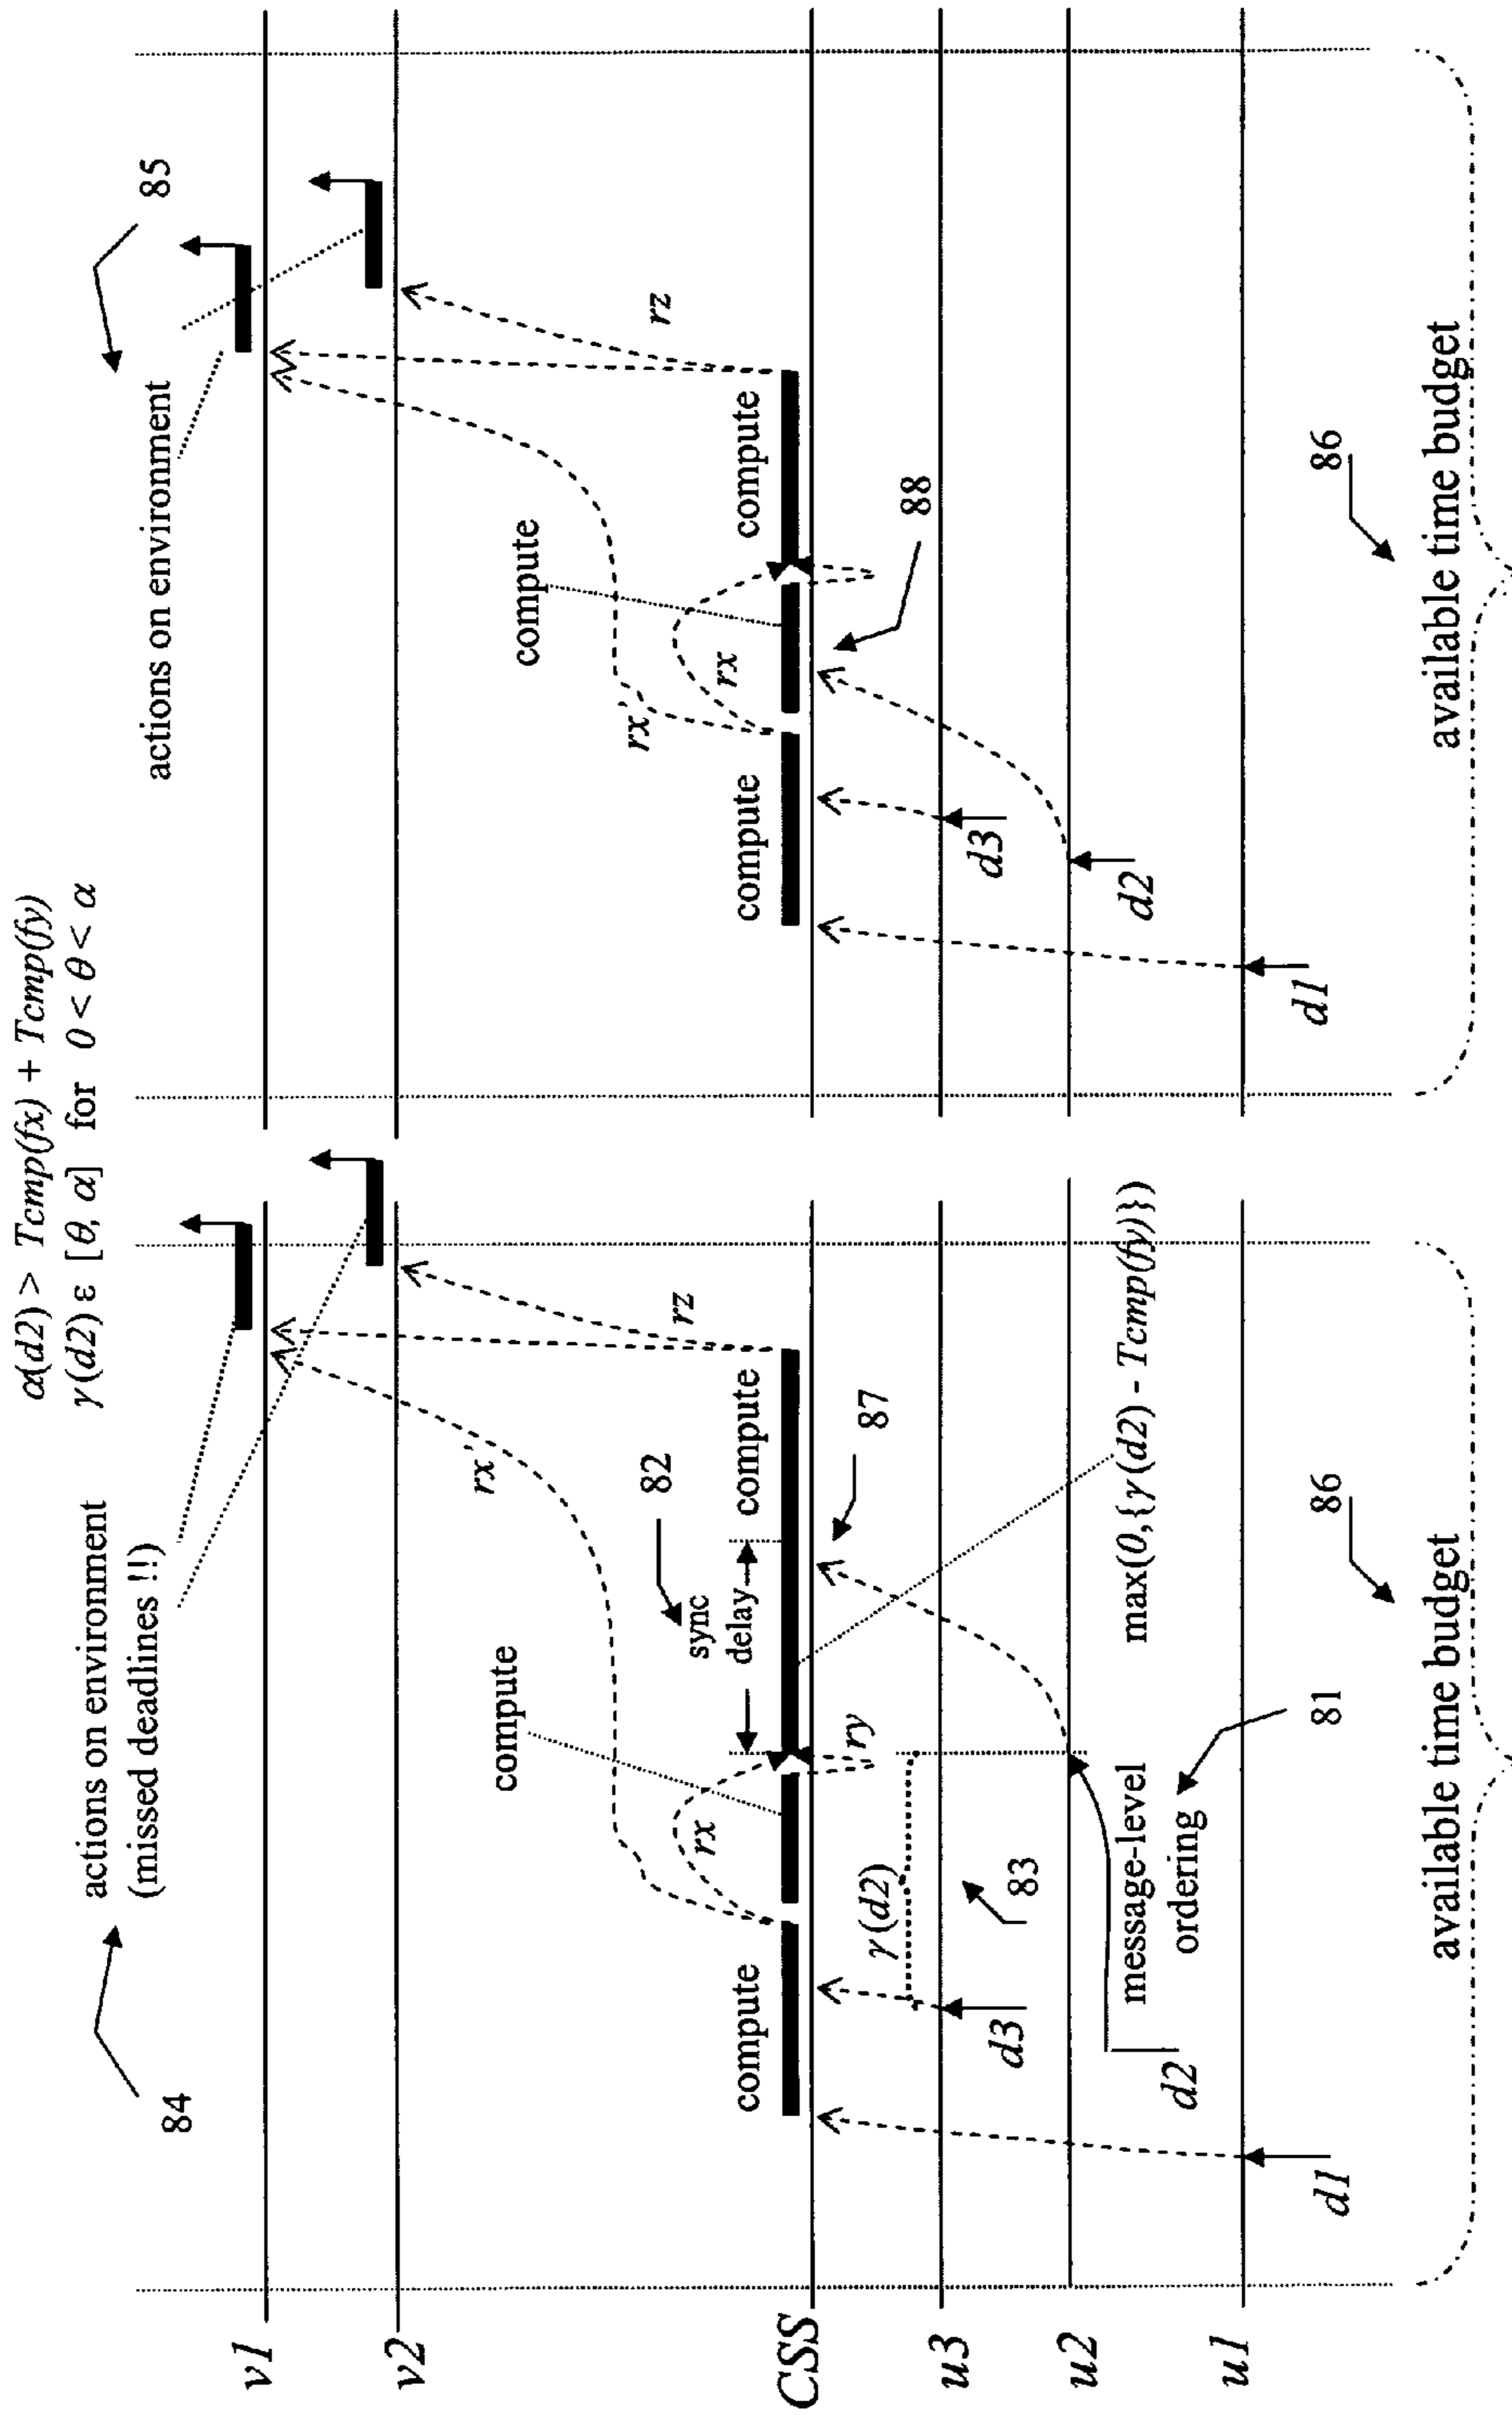 α(d2) > Tcmp(fx) + Tcmp(fy)
γ(d2) ε [θ, α] for 0 < θ < α
84
actions on environment
(missed deadlines !!)
v1
v2
rx'
rz
82
sync
delay
compute
compute
compute
87
rx
ry
CSS
γ(d2)
83
u3
d3
max(0,{γ(d2) - Tcmp(fy)})
message-level
ordering
81
u2
d2
u1
d1
86
available time budget
actions on environment
85
rz
rx'
compute
compute
compute
rx
88
d3
d2
d1
86
available time budget